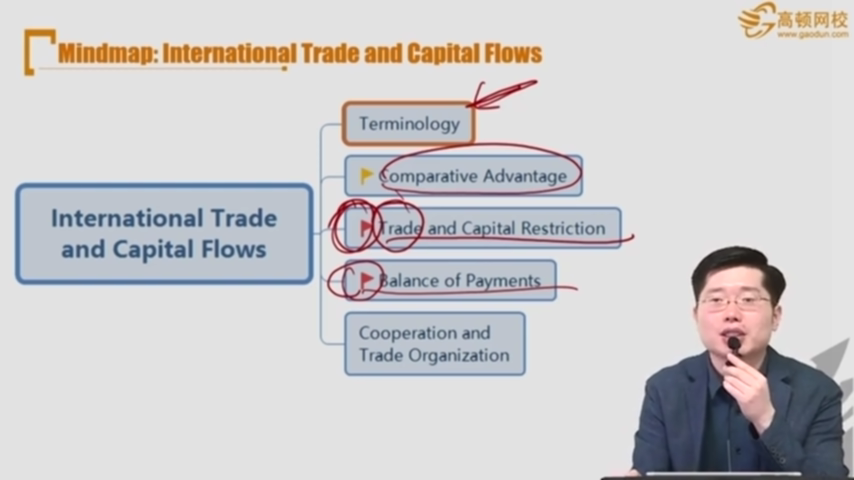 高顿网校
www.gaodun.com
Mindmap: International Trade and Capital Flows
Terminology
Comparative Advantage
International Trade
and Capital Flows
Trade and Capital Restriction
Balance of Payments
Cooperation and
Trade Organization